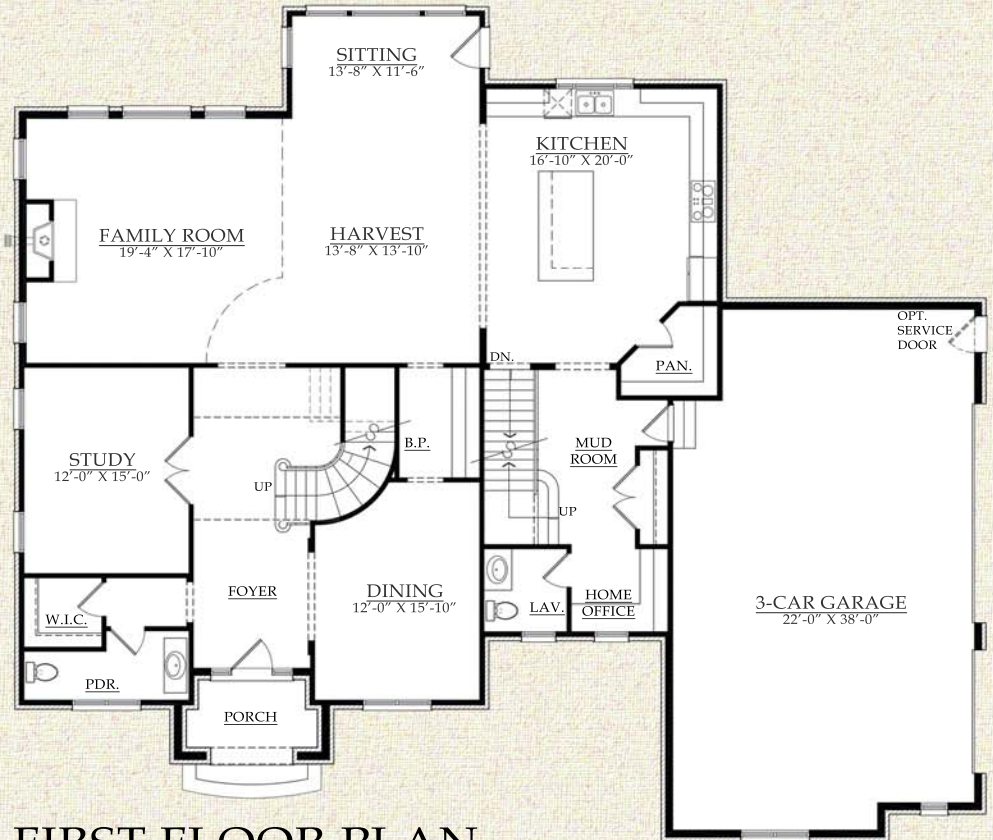 SITTING
13'-8" X 11'-6"
KITCHEN
16'-10" X 20'-0"
FAMILY ROOM
19'-4" X 17'-10"
HARVEST
13'-8" X 13'-10"
OPT.
SERVICE
DOOR
DN.
PAN.
STUDY
12'-0" X 15'-0"
B.P.
MUD
ROOM
UP
UP
FOYER
DINING
12'-0" X 15'-10"
W.I.C.
LAV.
HOME
OFFICE
3-CAR GARAGE
22'-0" X 38'-0"
PDR.
PORCH
FIRST FLOOR PLAN